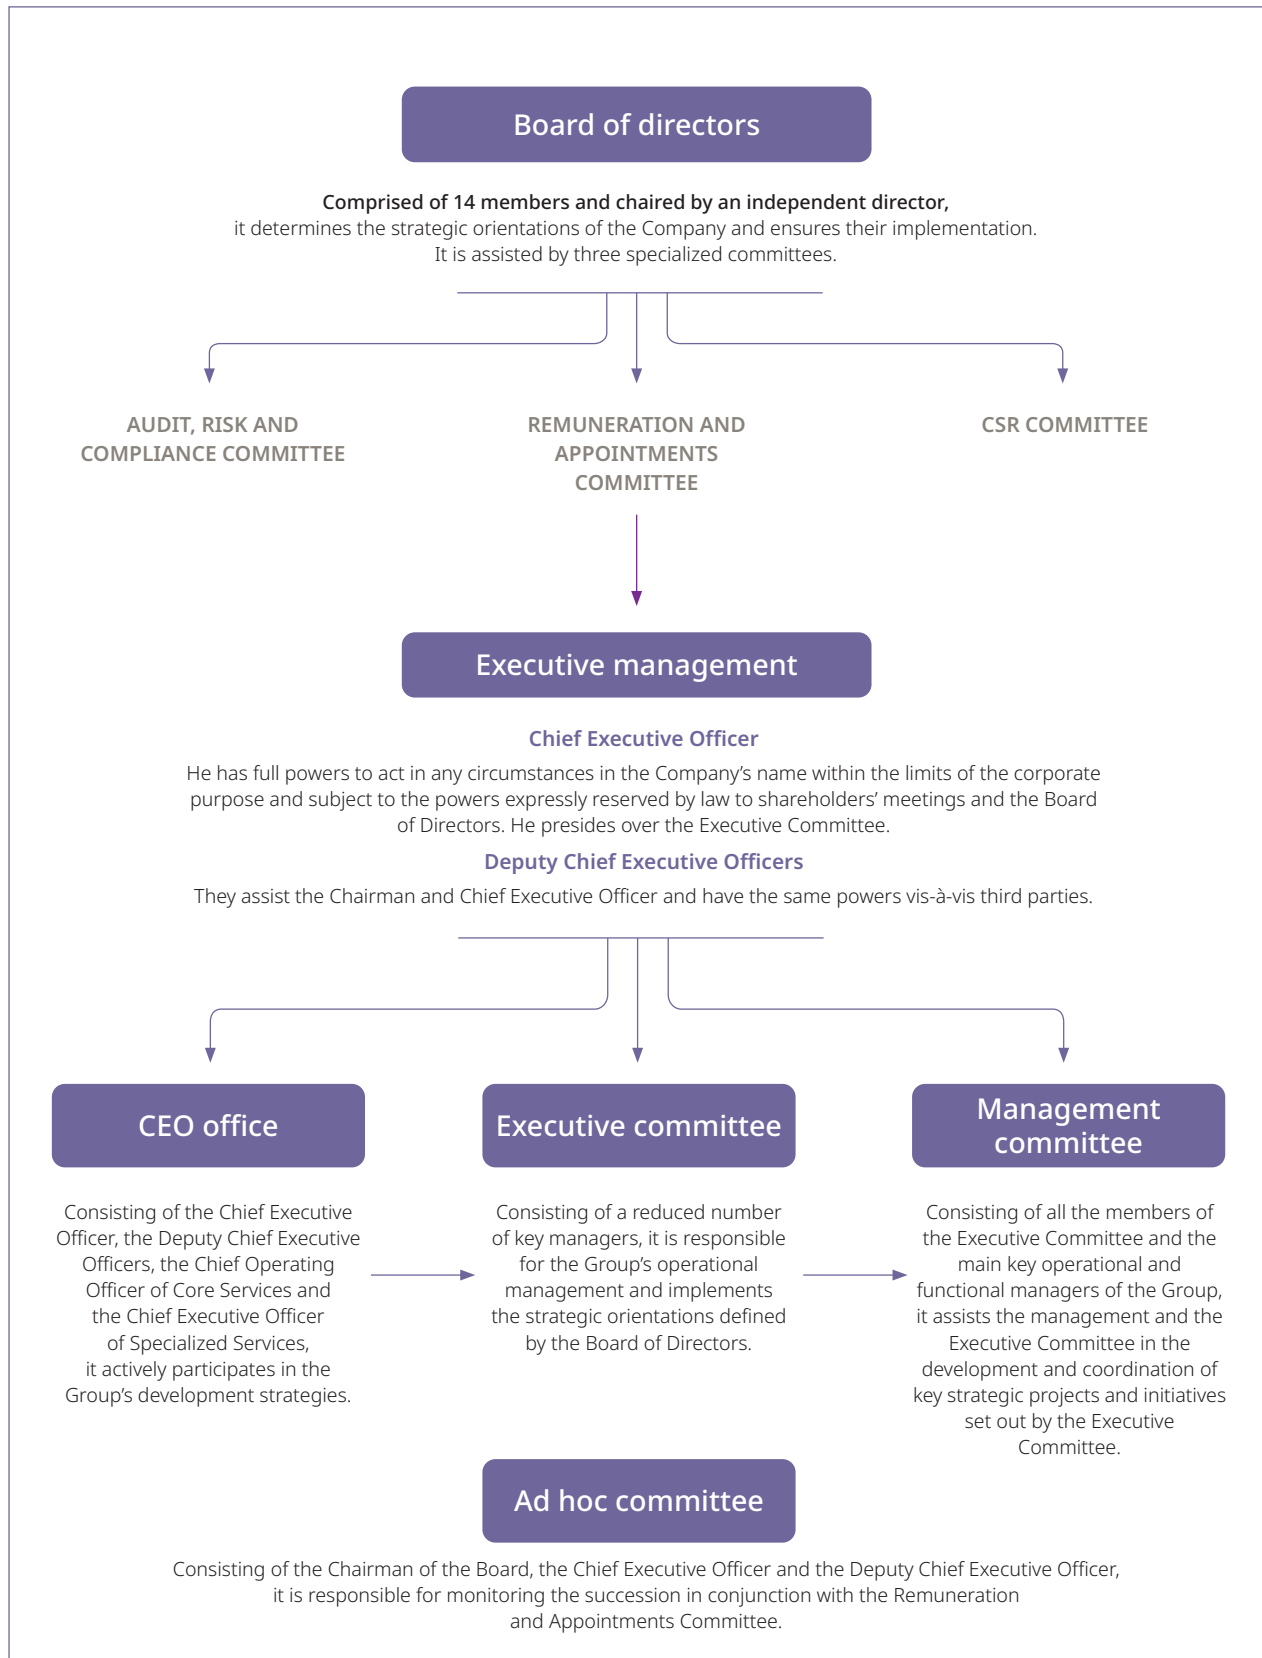 Board of directors
Comprised of 14 members and chaired by an independent director,
it determines the strategic orientations of the Company and ensures their implementation.
It is assisted by three specialized committees.
AUDIT, RISK AND
COMPLIANCE COMMITTEE
REMUNERATION AND
APPOINTMENTS
COMMITTEE
CSR COMMITTEE
Executive management
Chief Executive Officer
He has full powers to act in any circumstances in the Company’s name within the limits of the corporate
purpose and subject to the powers expressly reserved by law to shareholders’ meetings and the Board
of Directors. He presides over the Executive Committee.
Deputy Chief Executive Officers
They assist the Chairman and Chief Executive Officer and have the same powers vis-à-vis third parties.
CEO office
Consisting of the Chief Executive
Officer, the Deputy Chief Executive
Officers, the Chief Operating
Officer of Core Services and
the Chief Executive Officer
of Specialized Services,
it actively participates in the
Group’s development strategies.
Executive committee
Consisting of a reduced number
of key managers, it is responsible
for the Group’s operational
management and implements
the strategic orientations defined
by the Board of Directors.
Management
committee
Consisting of all the members of
the Executive Committee and the
main key operational and
functional managers of the Group,
it assists the management and the
Executive Committee in the
development and coordination of
key strategic projects and initiatives
set out by the Executive
Committee.
Ad hoc committee
Consisting of the Chairman of the Board, the Chief Executive Officer and the Deputy Chief Executive Officer,
it is responsible for monitoring the succession in conjunction with the Remuneration
and Appointments Committee.